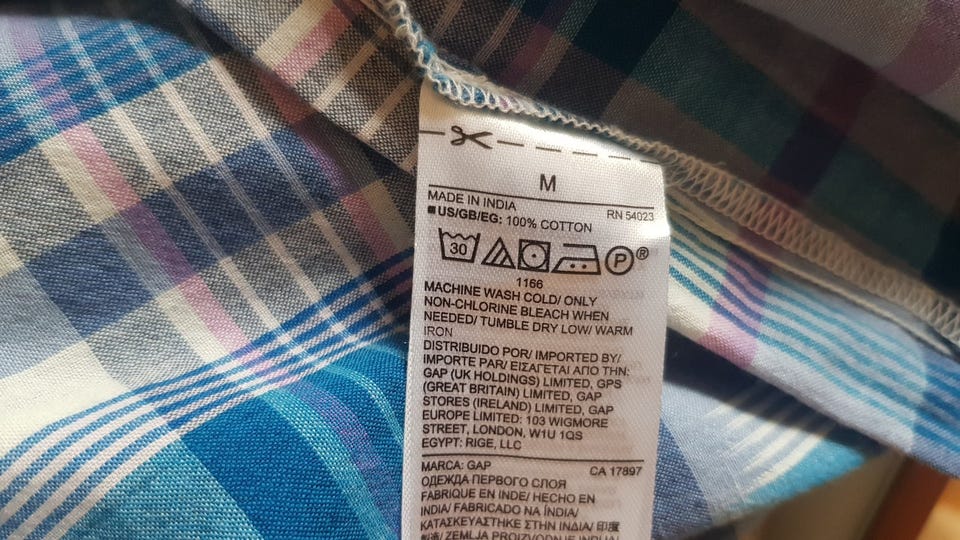 M
MADE IN INDIA RN 54023
US/GB/EG: 100% COTTON
30 P®
1166
MACHINE WASH COLD/ ONLY
NON-CHLORINE BLEACH WHEN
NEEDED/ TUMBLE DRY LOW/ WARM
IRON
DISTRIBUIDO POR/ IMPORTED BY/
IMPORTE PAR/ ΕΙΣΑΓΕΤΑΙ ΑΠΟ ΤΗΝ:
GAP (UK HOLDINGS) LIMITED, GPS
(GREAT BRITAIN) LIMITED, GAP
STORES (IRELAND) LIMITED, GAP
EUROPE LIMITED: 103 WIGMORE
STREET, LONDON, W1U 1QS
EGYPT: RIGE, LLC
MARCA: GAP CA 17897
ОДЕЖДА ПЕРВОГО СЛОЯ
FABRIQUE EN INDE/ HECHO EN
INDIA/ FABRICADO NA ÍNDIA/
ΚΑΤΑΣΚΕΥΑΣΤΗΚΕ ΣΤΗΝ ΙΝΔΙΑ/ 印度
ZEMLJA PROIZVODNJE